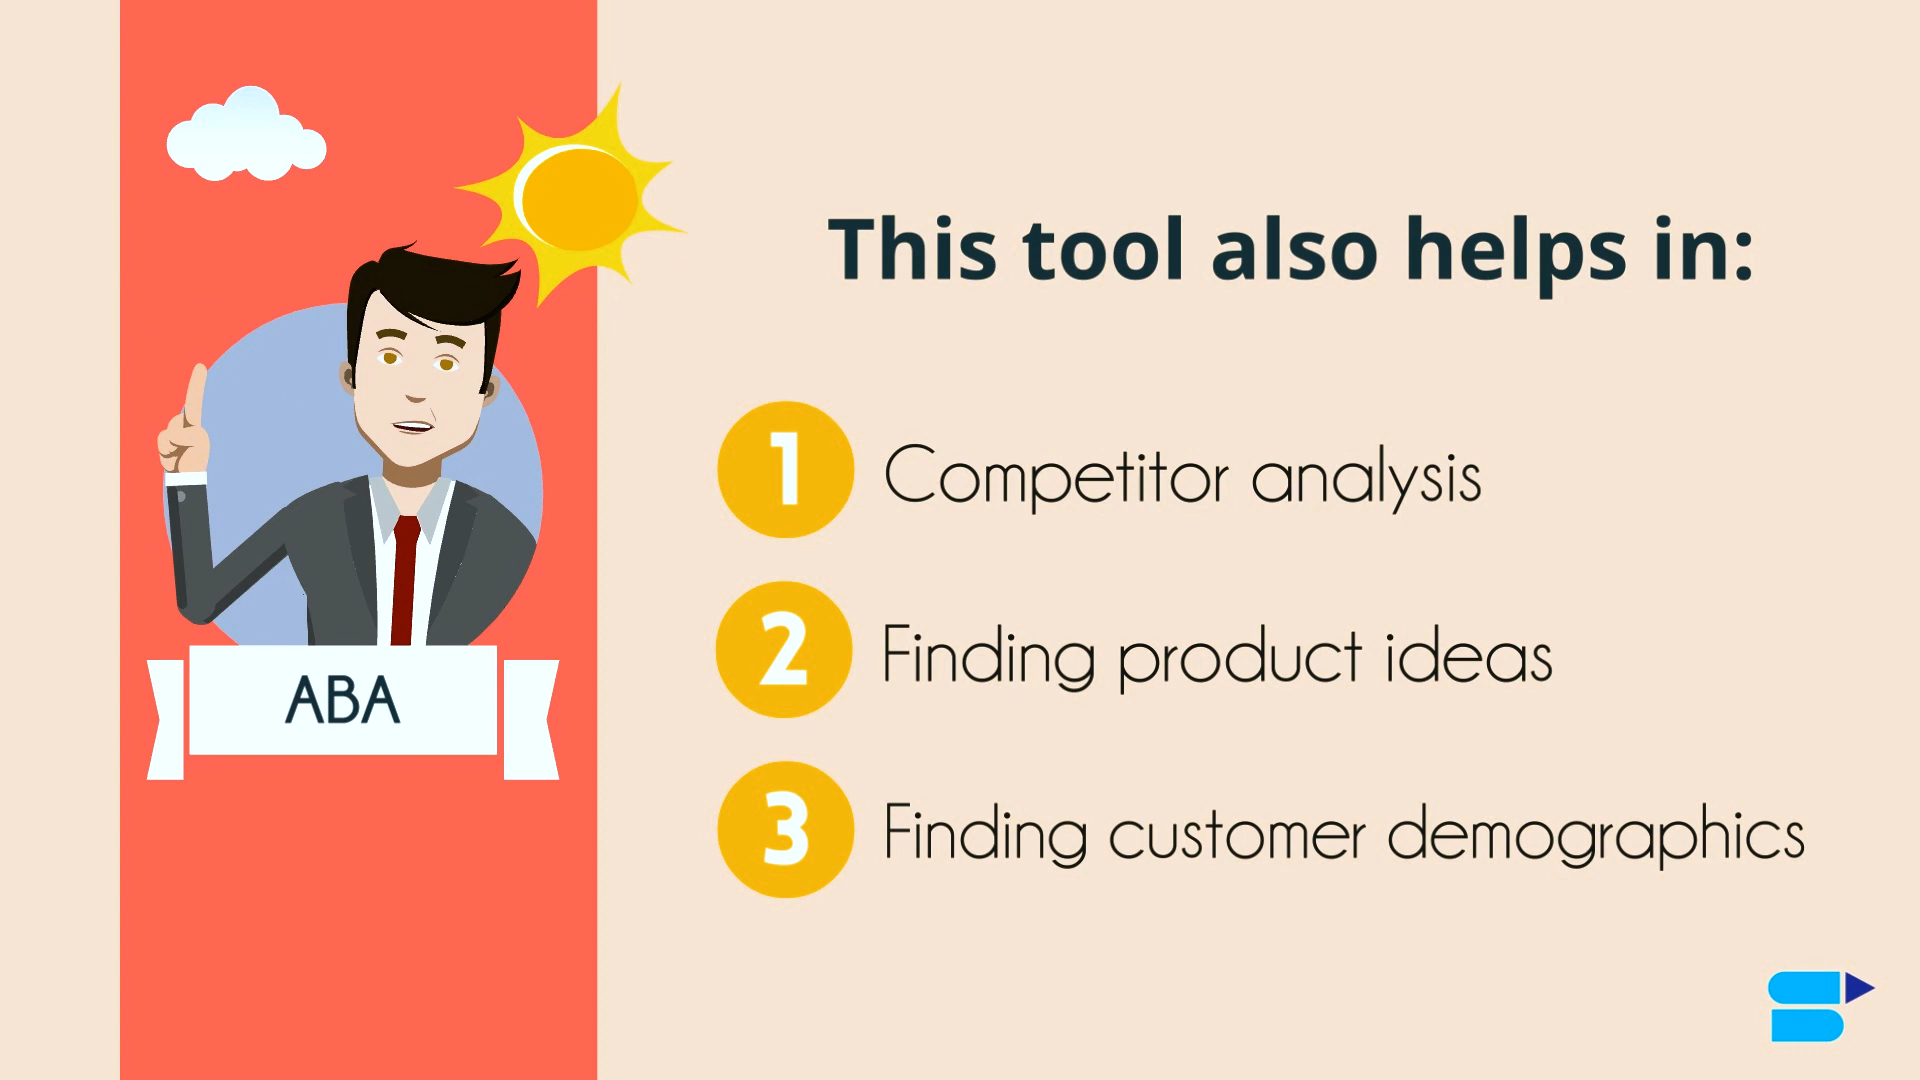 This tool also helps in:
1 Competitor analysis
2 Finding product ideas
3 Finding customer demographics
ABA